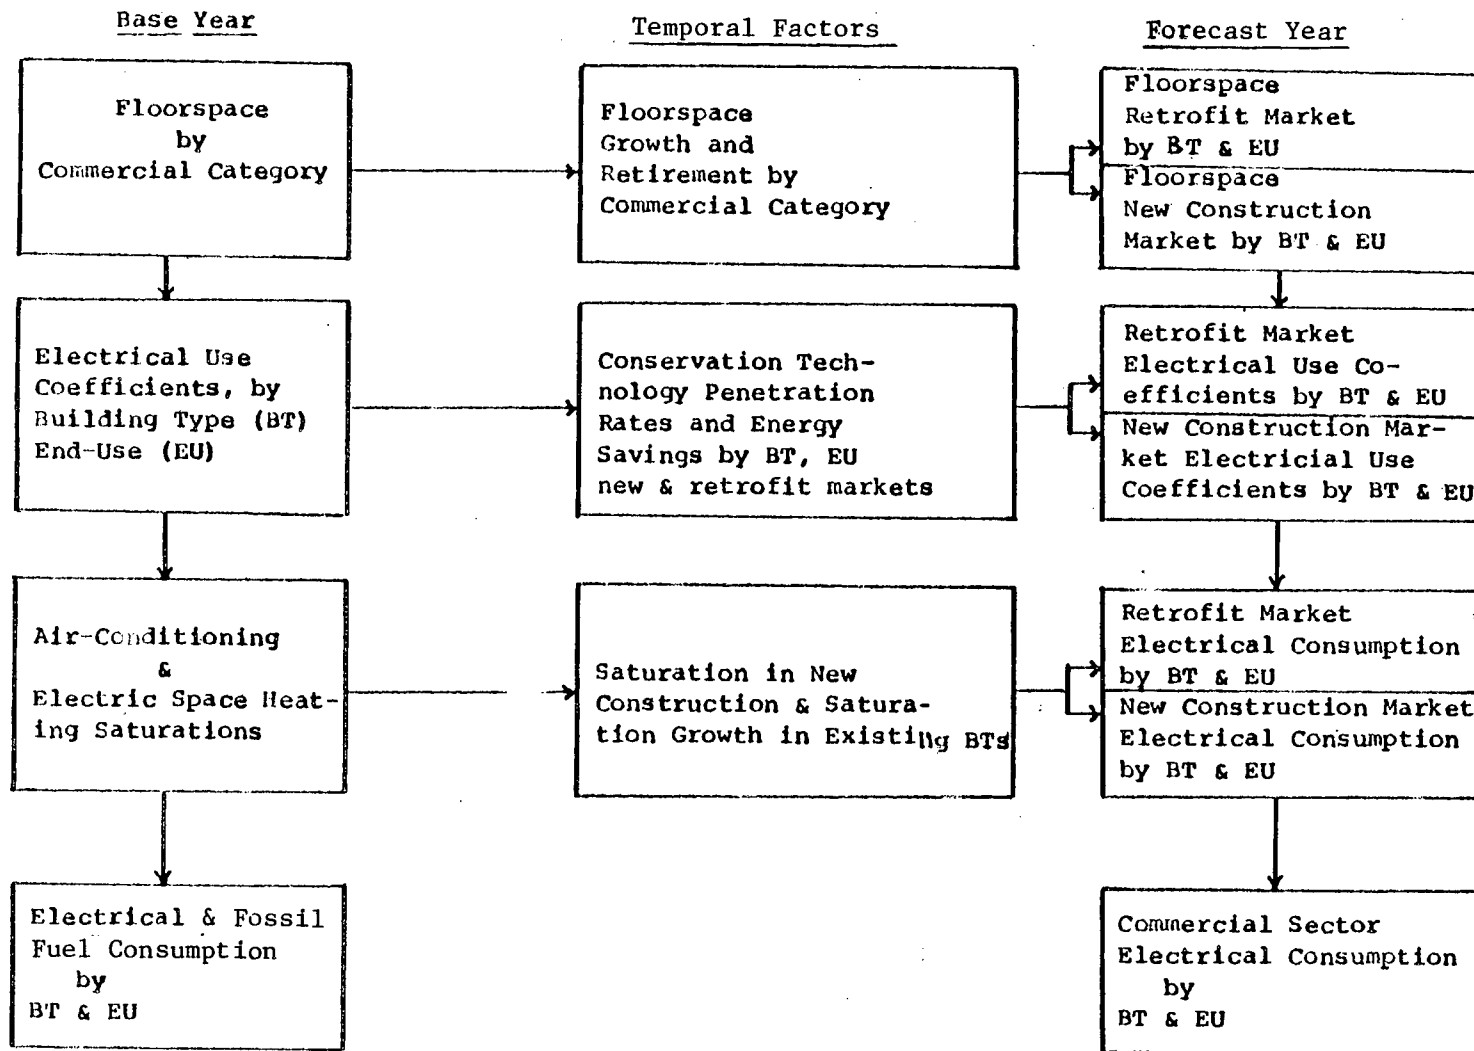 Base Year
Temporal Factors
Forecast Year
Floorspace
by
Commercial Category
Floorspace
Growth and
Retirement by
Commercial Category
Floorspace
Retrofit Market
by BT & EU
Floorspace
New Construction
Market by BT & EU
Electrical Use
Coefficients, by
Building Type (BT)
End-Use (EU)
Conservation Tech-
nology Penetration
Rates and Energy
Savings by BT, EU
new & retrofit markets
Retrofit Market
Electrical Use Co-
efficients by BT & EU
New Construction Mar-
ket Electricial Use
Coefficients by BT & EU
Air-Conditioning
&
Electric Space Heat-
ing Saturations
Saturation in New
Construction & Satura-
tion Growth in Existing BTs
Retrofit Market
Electrical Consumption
by BT & EU
New Construction Market
Electrical Consumption
by BT & EU
Electrical & Fossil
Fuel Consumption
by
BT & EU
Commercial Sector
Electrical Consumption
by
BT & EU